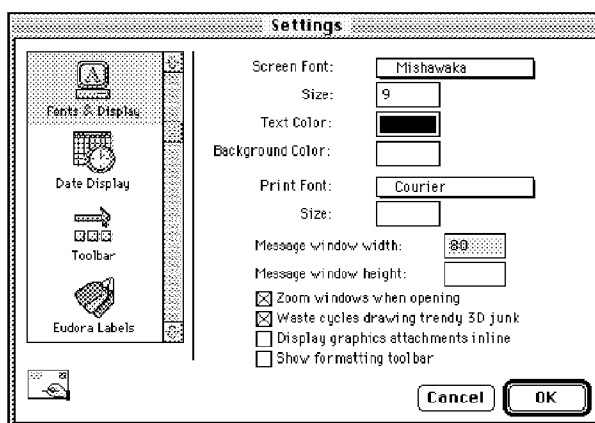 Settings
A
Fonts & Display
Date Display
Toolbar
Eudora Labels
Screen Font: Mishawaka
Size: 9
Text Color:
Background Color:
Print Font: Courier
Size:
Message window width: 80
Message window height:
Zoom windows when opening
Waste cycles drawing trendy 3D junk
Display graphics attachments inline
Show formatting toolbar
Cancel OK